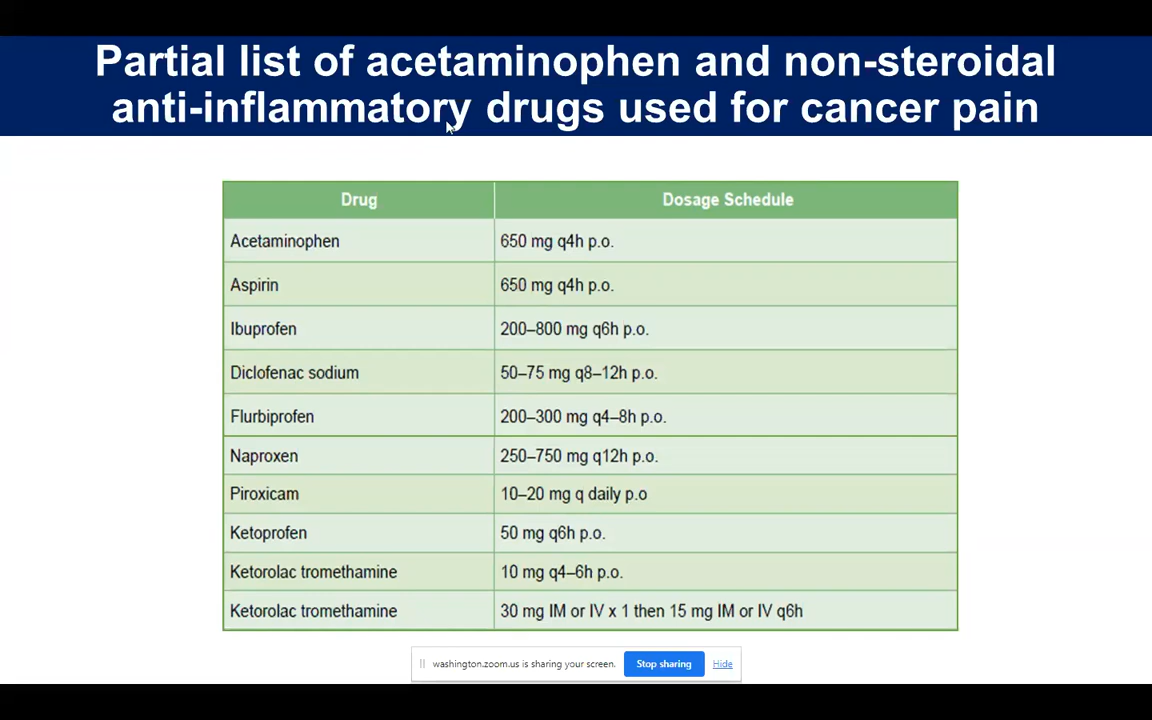 Partial list of acetaminophen and non-steroidal
anti-inflammatory drugs used for cancer pain
Drug Dosage Schedule
Acetaminophen 650 mg q4h p.o.
Aspirin 650 mg q4h p.o.
Ibuprofen 200–800 mg q6h p.o.
Diclofenac sodium 50–75 mg q8–12h p.o.
Flurbiprofen 200–300 mg q4–8h p.o.
Naproxen 250–750 mg q12h p.o.
Piroxicam 10–20 mg q daily p.o
Ketoprofen 50 mg q6h p.o.
Ketorolac tromethamine 10 mg q4–6h p.o.
Ketorolac tromethamine 30 mg IM or IV x 1 then 15 mg IM or IV q6h
washington.zoom.us is sharing your screen. Stop sharing Hide